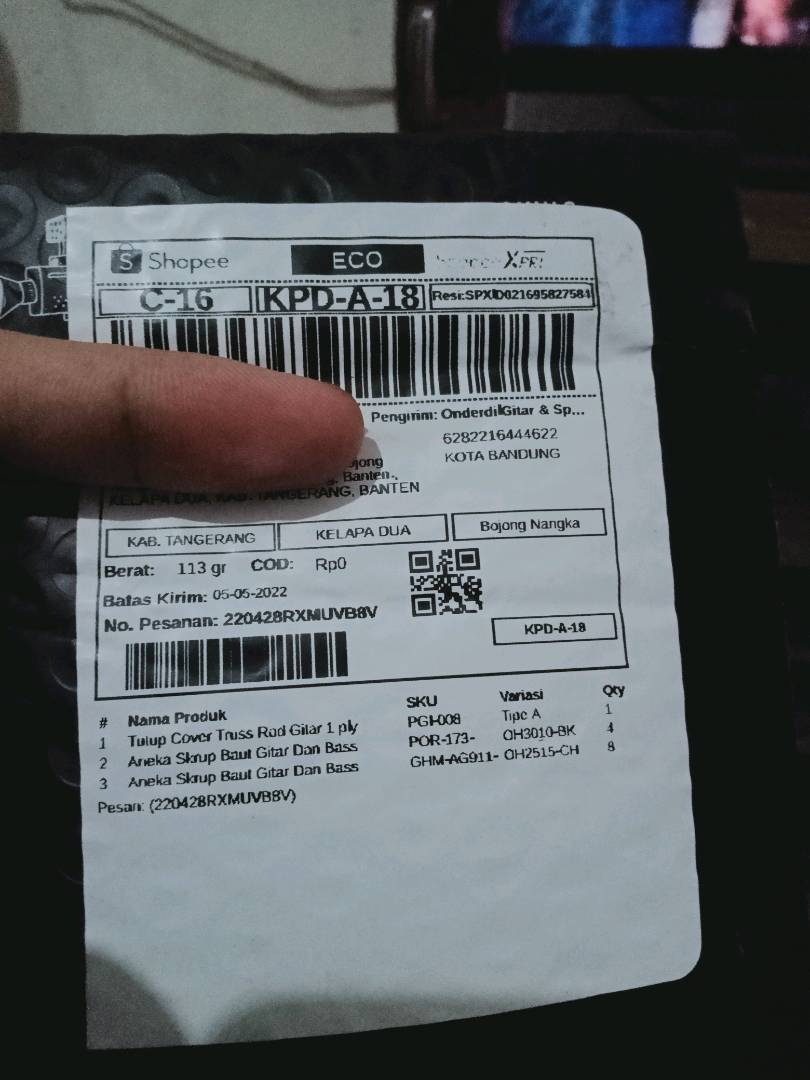 Shopee
ECO
C-16
KPD-A-18
Resi:SPXID021695827584
Pengirim: Onderdil Gitar & Sp...
6282216444622
KOTA BANDUNG
Banten.,
KELAPA DUA, KAB. TANGERANG, BANTEN
KAB. TANGERANG
KELAPA DUA
Bojong Nangka
Berat: 113 gr COD: Rp0
Batas Kirim: 05-05-2022
No. Pesanan: 220428RXMUVB8V
KPD-A-18
# Nama Produk SKU Variasi Qty
1 Tutup Cover Truss Rod Gitar 1 ply PGI-008 Tipe A 1
2 Aneka Skrup Baut Gitar Dan Bass POR-173- OH3010-BK 4
3 Aneka Skrup Baut Gitar Dan Bass GHM-AG911- OH2515-CH 8
Pesan: (220428RXMUVB8V)